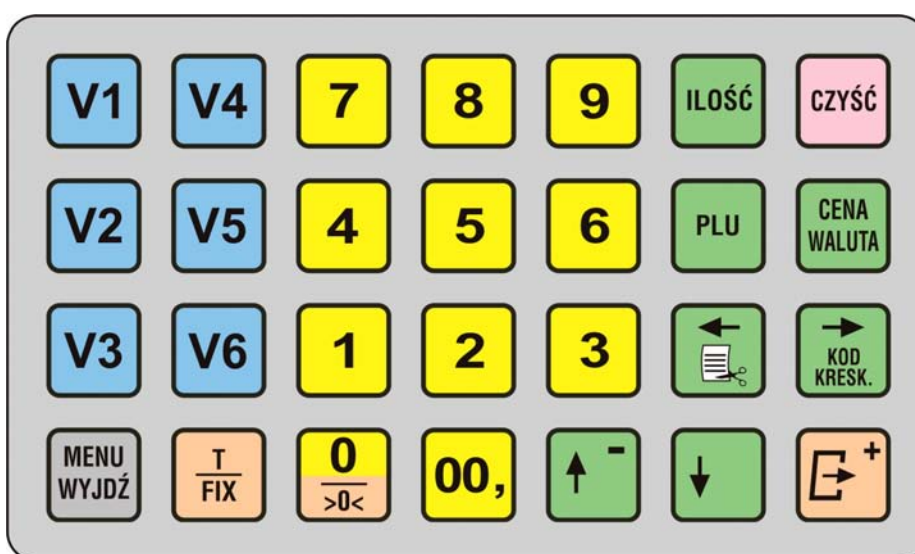 V1 V4 7 8 9 ILOŚĆ CZYŚĆ
V2 V5 4 5 6 PLU CENA
WALUTA
V3 V6 1 2 3 KOD
KRESK.
MENU
WYJDŹ
T
FIX
0
>0<
00,
-
+